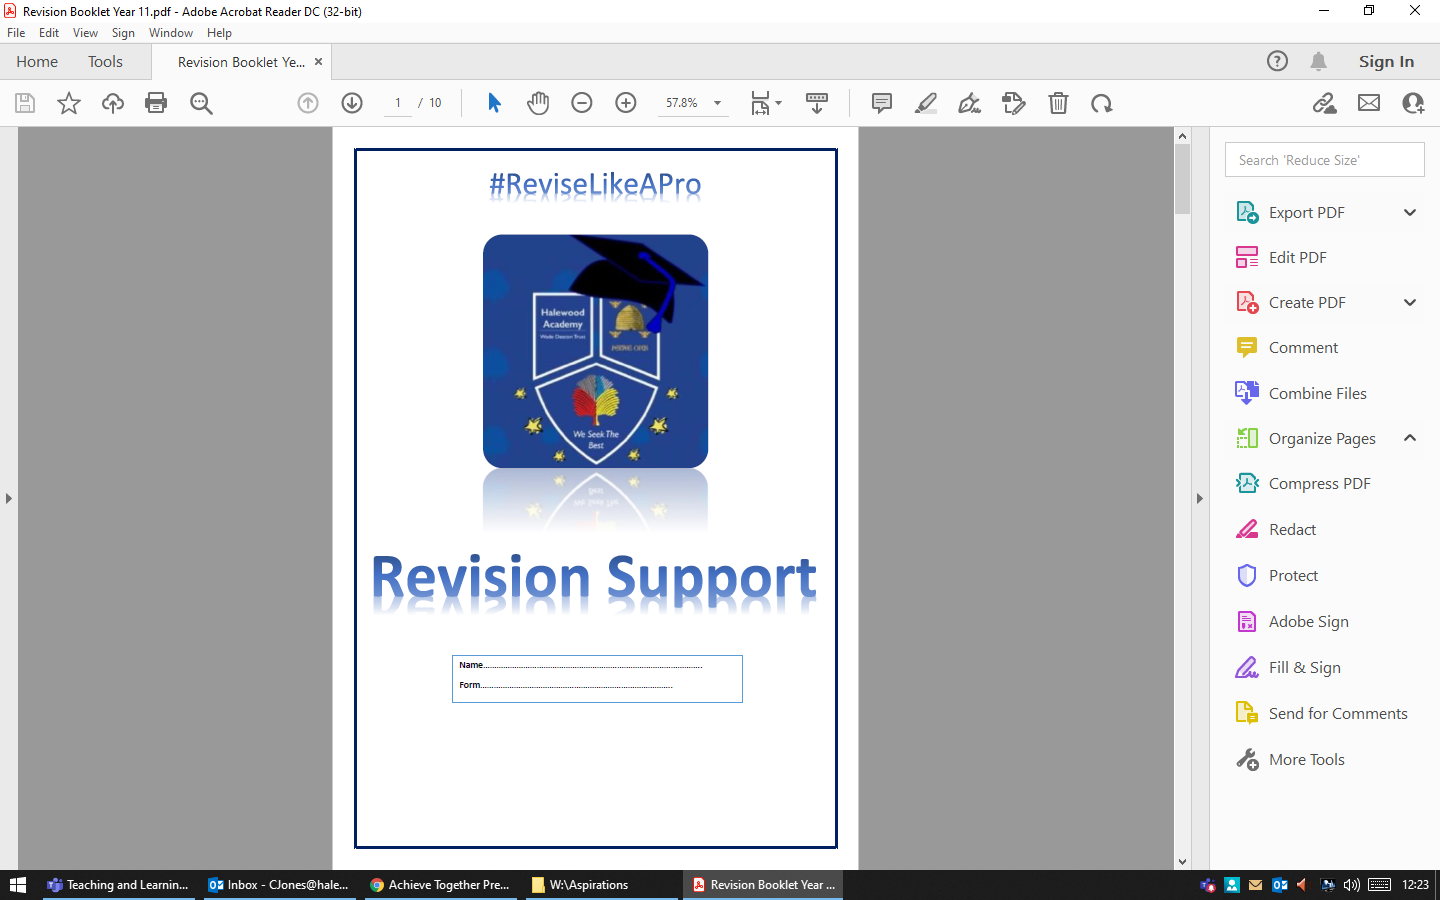 Revision Booklet Year 11.pdf - Adobe Acrobat Reader DC (32-bit)
File Edit View Sign Window Help
Home Tools Revision Booklet Ye... × Sign In
1 / 10 57.8%
#ReviseLikeAPro
Halewood
Academy
Wade Deacon Trust
We Seek The
Best
Revision Support
Name.......................................................................................
Form............................................................................
Search 'Reduce Size'
Export PDF
Edit PDF
Create PDF
Comment
Combine Files
Organize Pages
Compress PDF
Redact
Protect
Adobe Sign
Fill & Sign
Send for Comments
More Tools
Teaching and Learnin... Inbox - CJones@hale... Achieve Together Pre... W:\Aspirations Revision Booklet Year ... 12:23